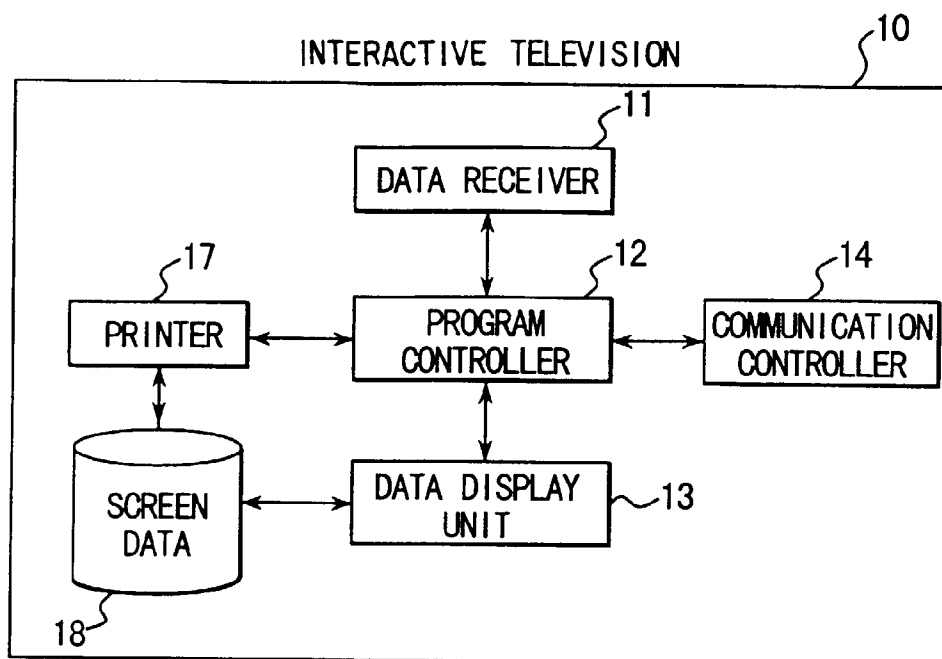 INTERACTIVE TELEVISION
10
11
DATA RECEIVER
17
12
14
PRINTER
PROGRAM
CONTROLLER
COMMUNICATION
CONTROLLER
SCREEN
DATA
DATA DISPLAY
UNIT
13
18